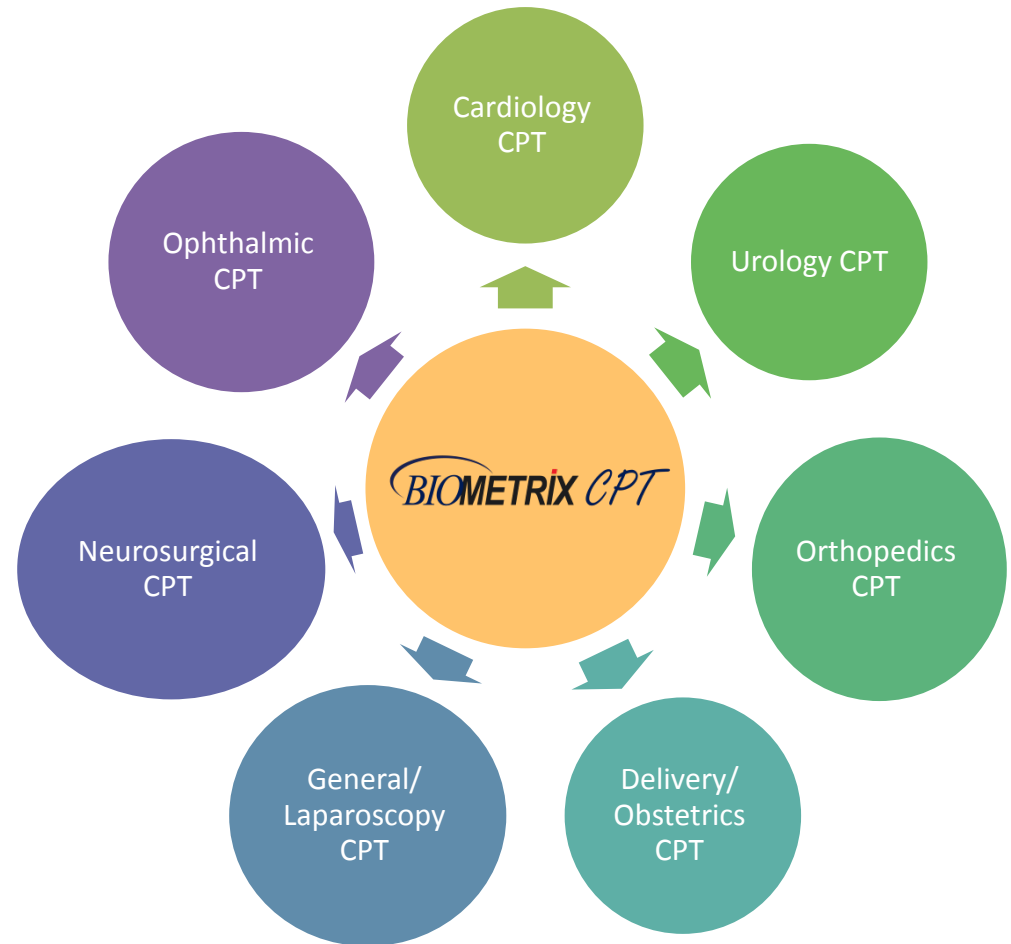 Cardiology
CPT
Urology CPT
Orthopedics
CPT
Delivery/
Obstetrics
CPT
General/
Laparoscopy
CPT
Neurosurgical
CPT
Ophthalmic
CPT
BIOMETRIX CPT